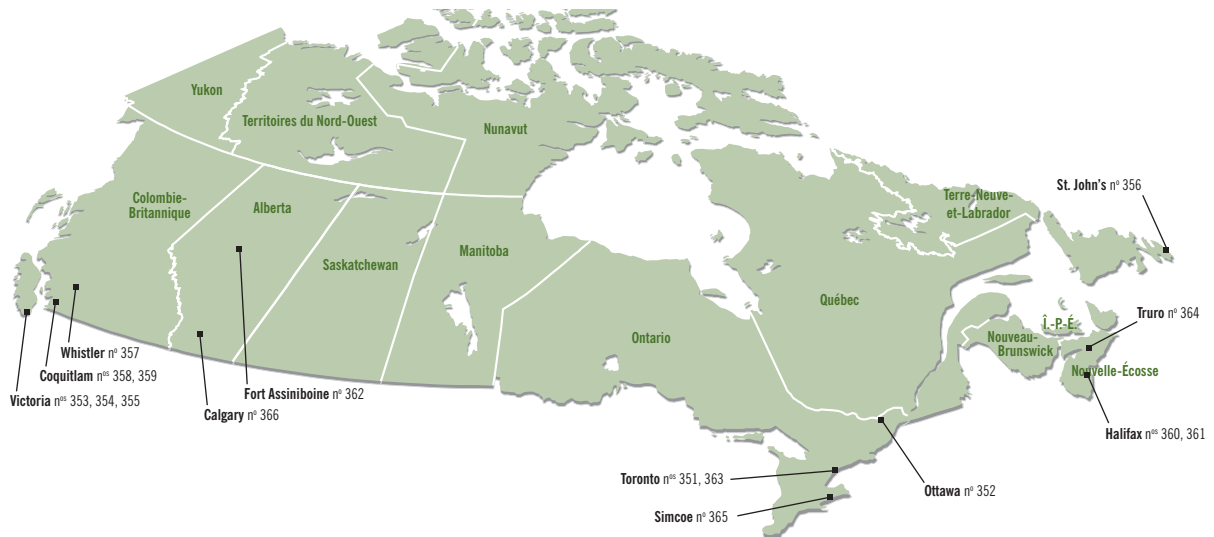 Yukon
Territoires du Nord-Ouest
Nunavut
Colombie-
Britannique
Alberta
Saskatchewan
Manitoba
Ontario
Québec
Terre-Neuve-
et-Labrador
St. John's nº 356
Î.-P.-É.
Nouveau-
Brunswick
Truro nº 364
Nouvelle-Écosse
Whistler nº 357
Coquitlam nºˢ 358, 359
Victoria nºˢ 353, 354, 355
Fort Assiniboine nº 362
Calgary nº 366
Halifax nºˢ 360, 361
Toronto nºˢ 351, 363
Ottawa nº 352
Simcoe nº 365